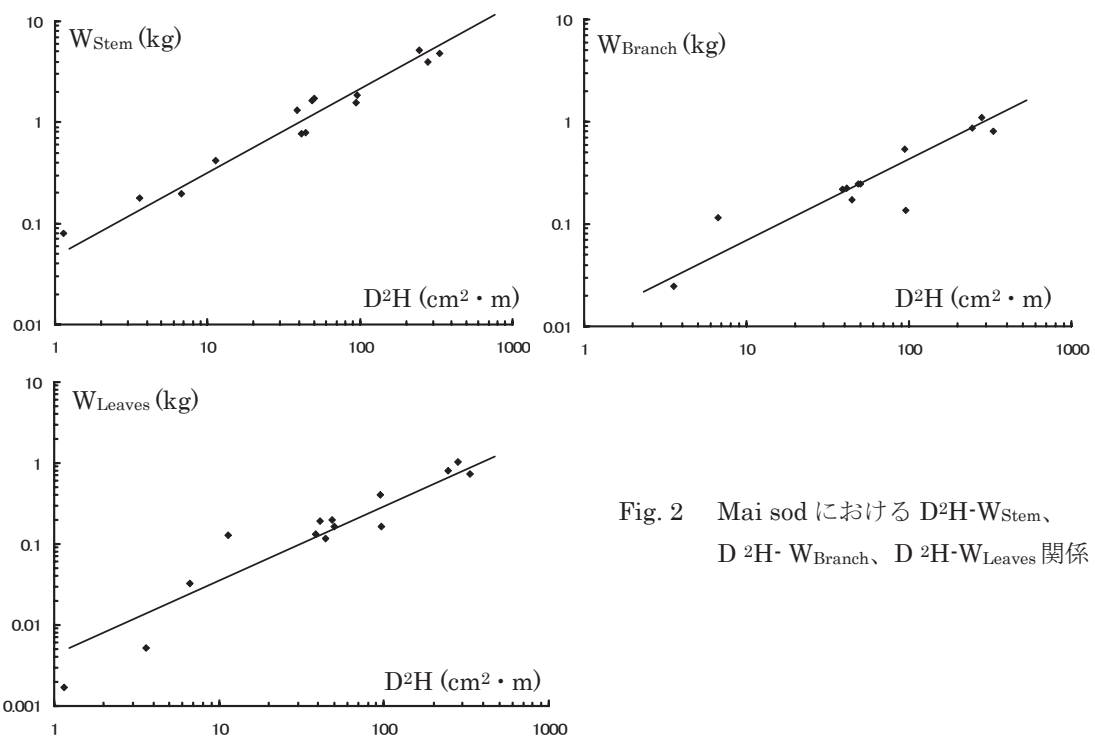 10
W_Stem (kg)
1
0.1
D²H (cm²・m)
0.01
1 10 100 1000
10
W_Branch (kg)
1
0.1
D²H (cm²・m)
0.01
1 10 100 1000
10
W_Leaves (kg)
1
0.1
0.01
D²H (cm²・m)
0.001
1 10 100 1000
Fig. 2 Mai sod における D²H-W_Stem、
D ²H- W_Branch、D ²H-W_Leaves 関係